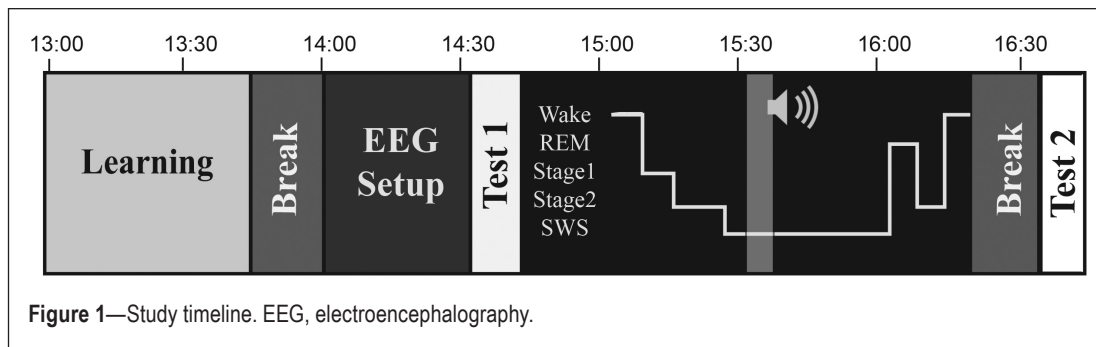 13:00 13:30 14:00 14:30 15:00 15:30 16:00 16:30
Learning
Break
EEG
Setup
Test 1
Wake
REM
Stage1
Stage2
SWS
Break
Test 2
Figure 1—Study timeline. EEG, electroencephalography.